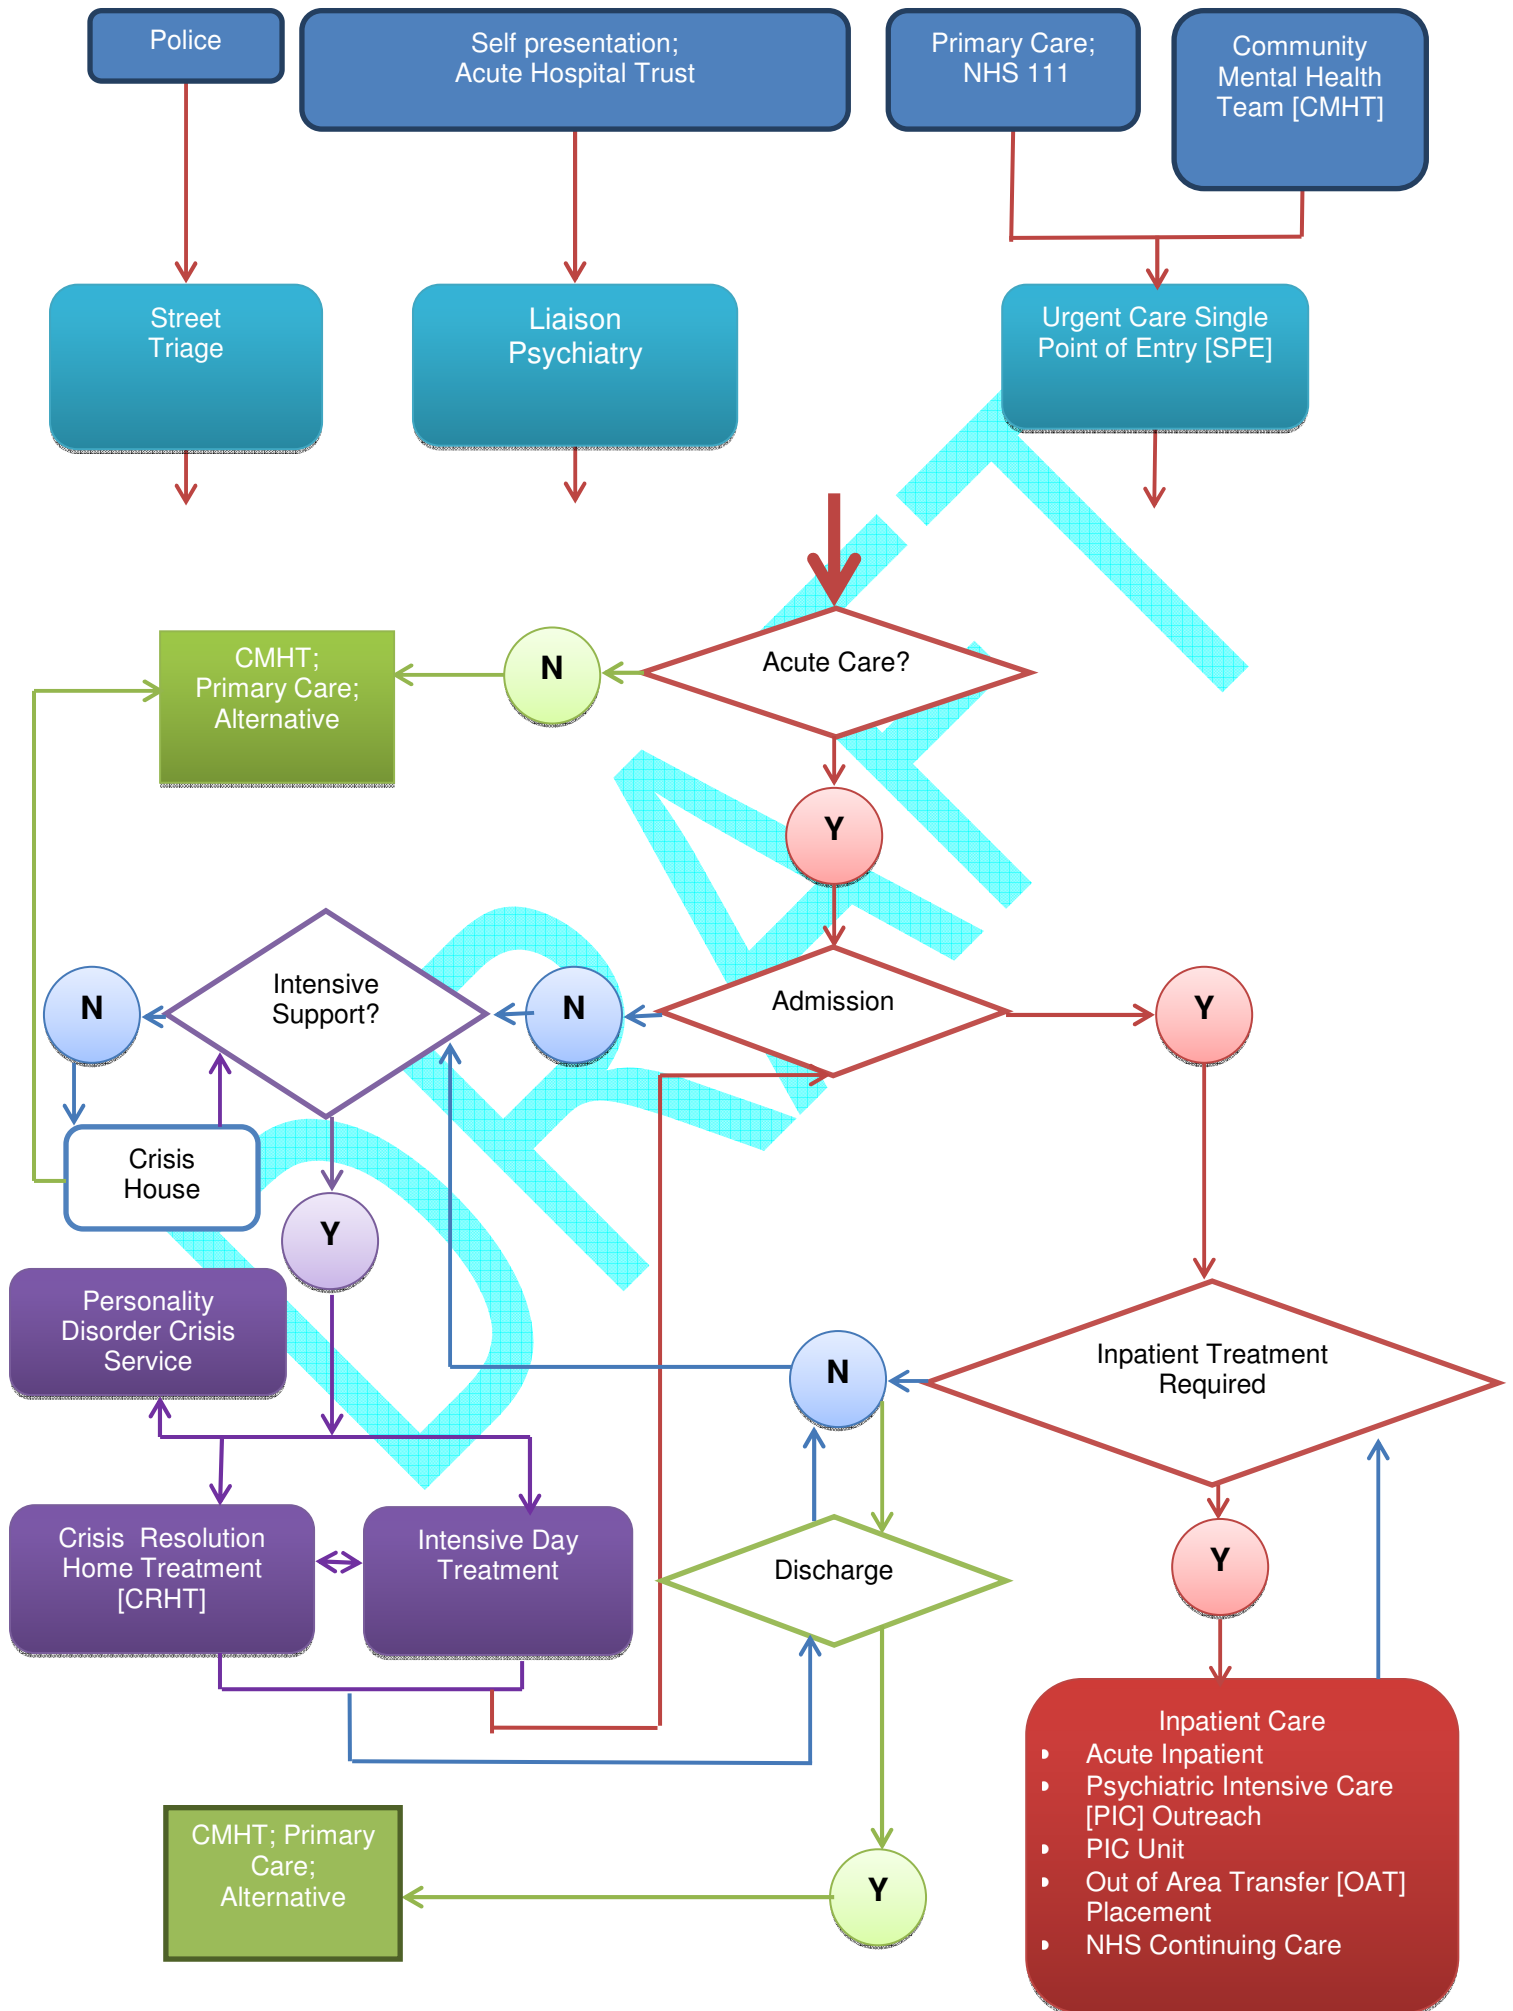 Police
Self presentation;
Acute Hospital Trust
Primary Care;
NHS 111
Community
Mental Health
Team [CMHT]
Street
Triage
Liaison
Psychiatry
Urgent Care Single
Point of Entry [SPE]
DRAFT
Acute Care?
N
CMHT;
Primary Care;
Alternative
Y
Admission
N
Intensive
Support?
N
Y
Crisis
House
Y
Personality
Disorder Crisis
Service
Inpatient Treatment
Required
N
Crisis  Resolution
Home Treatment
[CRHT]
Intensive Day
Treatment
Discharge
Y
Inpatient Care
• Acute Inpatient
• Psychiatric Intensive Care
[PIC] Outreach
• PIC Unit
• Out of Area Transfer [OAT]
Placement
• NHS Continuing Care
CMHT; Primary
Care;
Alternative
Y